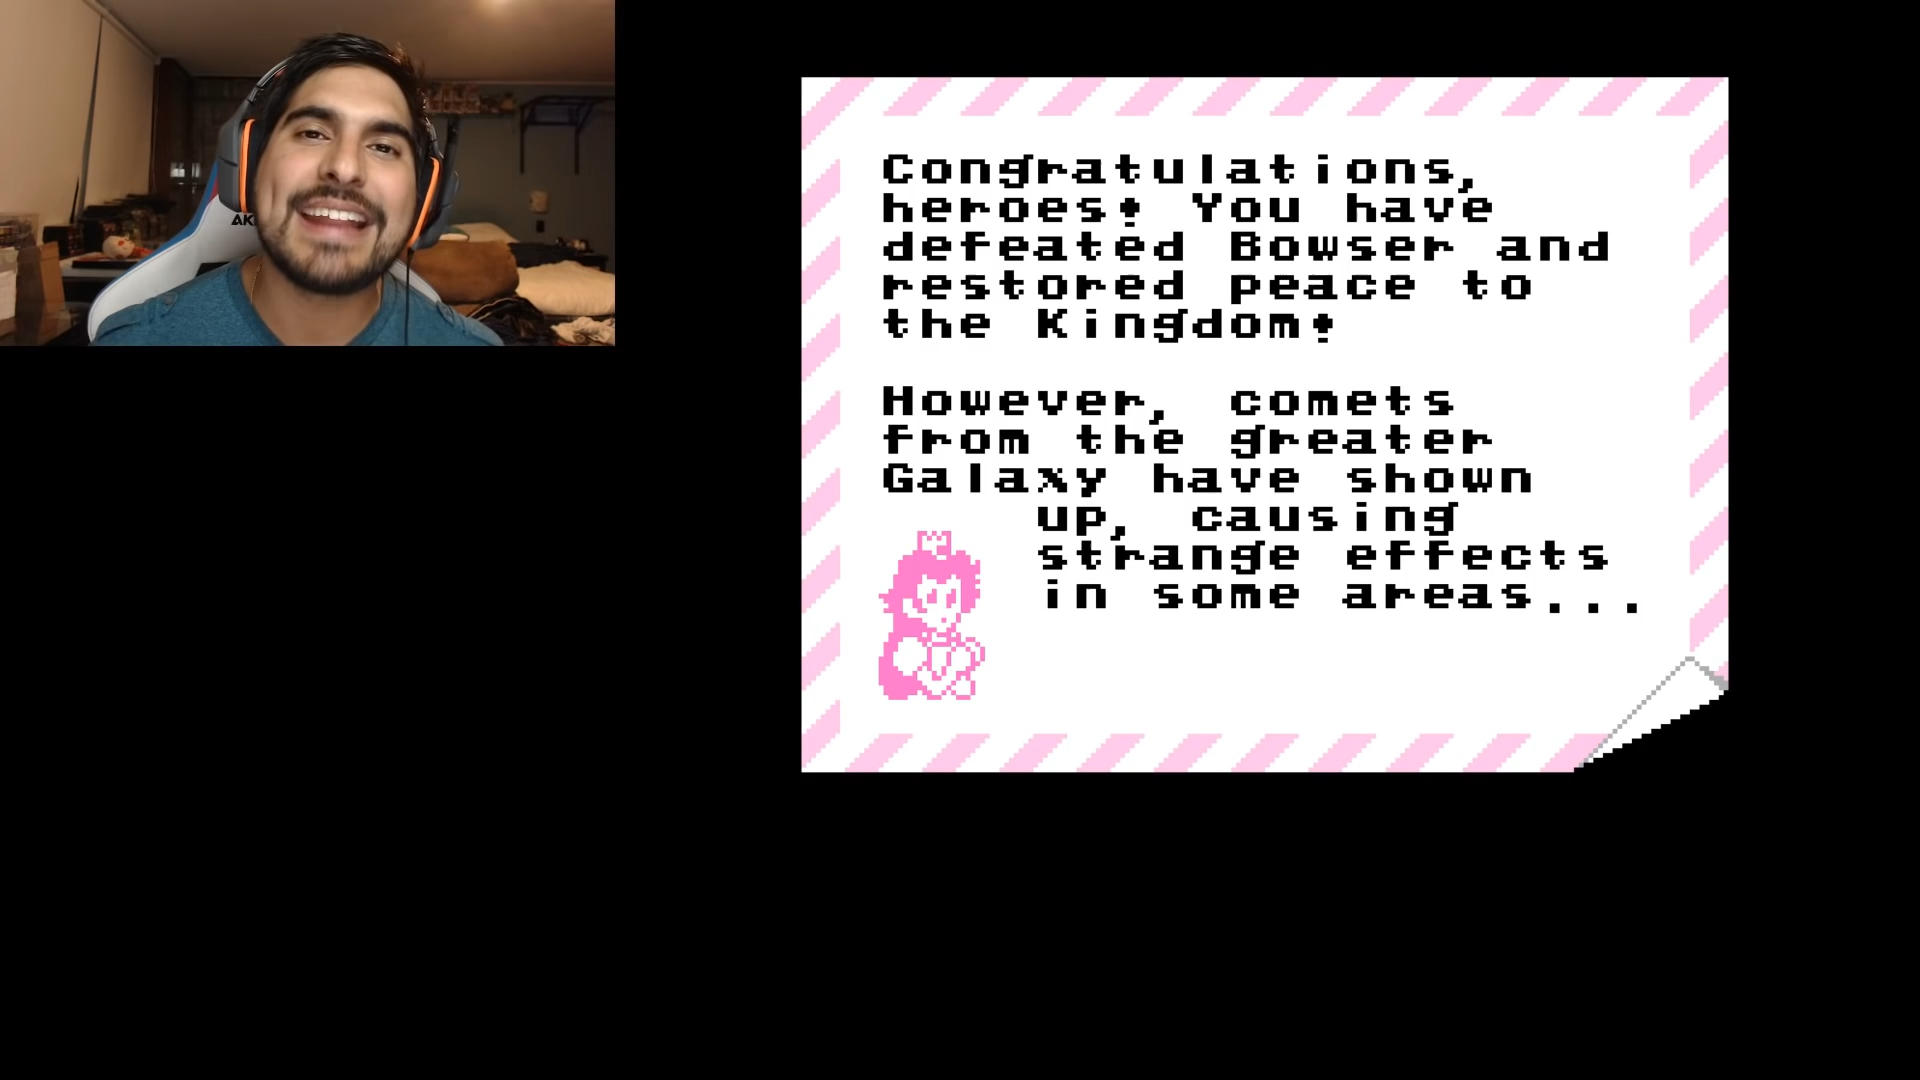 AK
Congratulations,
heroes! You have
defeated Bowser and
restored peace to
the Kingdom!
However, comets
from the greater
Galaxy have shown
up, causing
strange effects
in some areas...